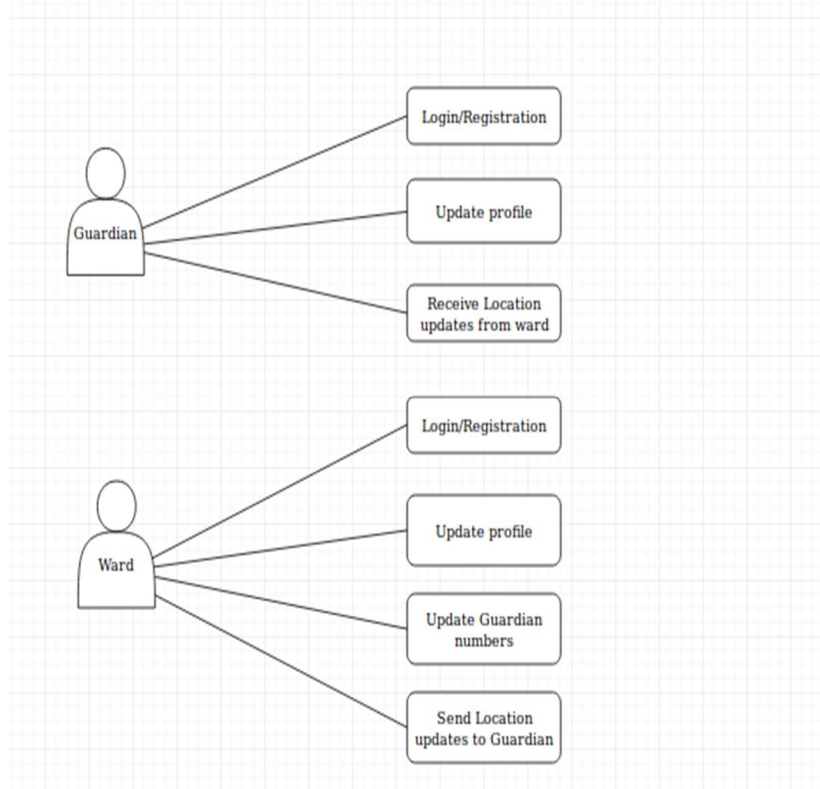 Login/Registration
Update profile
Guardian
Receive Location
updates from ward
Login/Registration
Update profile
Ward
Update Guardian
numbers
Send Location
updates to Guardian